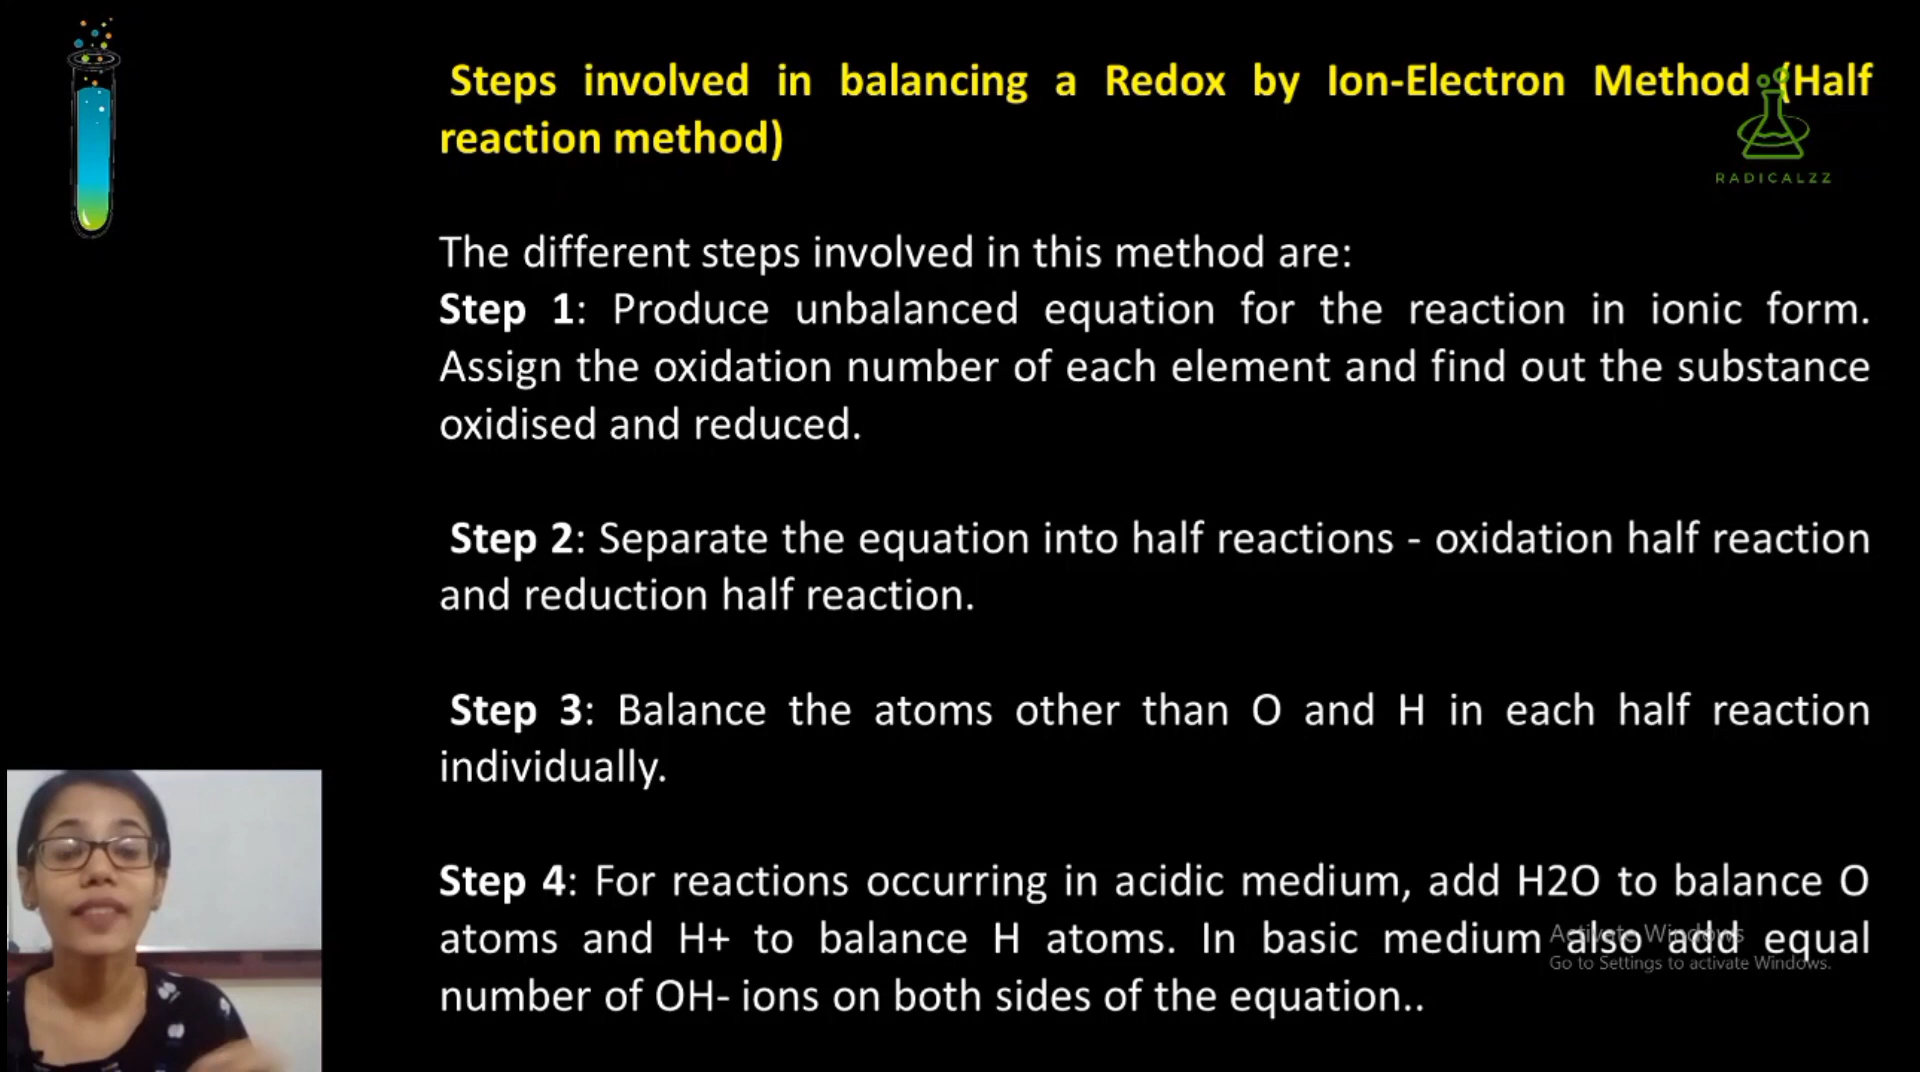 Steps involved in balancing a Redox by Ion-Electron Method (Half
reaction method)
RADICALZZ
The different steps involved in this method are:
Step 1: Produce unbalanced equation for the reaction in ionic form.
Assign the oxidation number of each element and find out the substance
oxidised and reduced.
Step 2: Separate the equation into half reactions - oxidation half reaction
and reduction half reaction.
Step 3: Balance the atoms other than O and H in each half reaction
individually.
Step 4: For reactions occurring in acidic medium, add H2O to balance O
atoms and H+ to balance H atoms. In basic medium also add equal
number of OH- ions on both sides of the equation..
Activate Windows
Go to Settings to activate Windows.